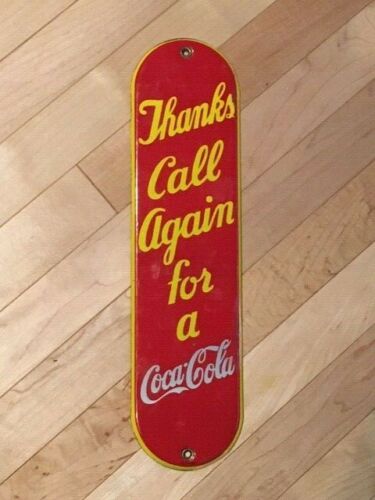 Thanks
Call
Again
for
a
Coca-Cola